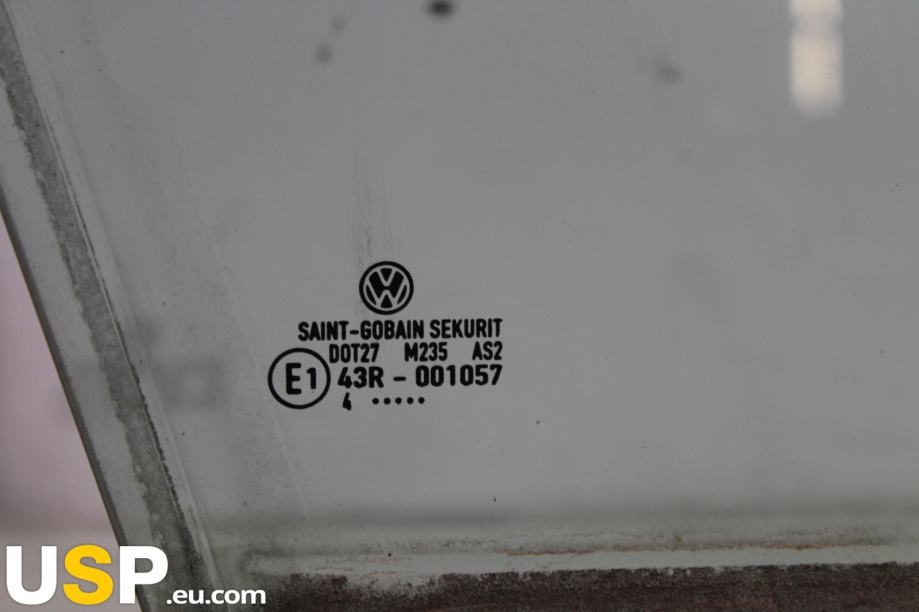 SAINT-GOBAIN SEKURIT
DOT27 M235 AS2
E1 43R - 001057
4 •••••
USP.eu.com